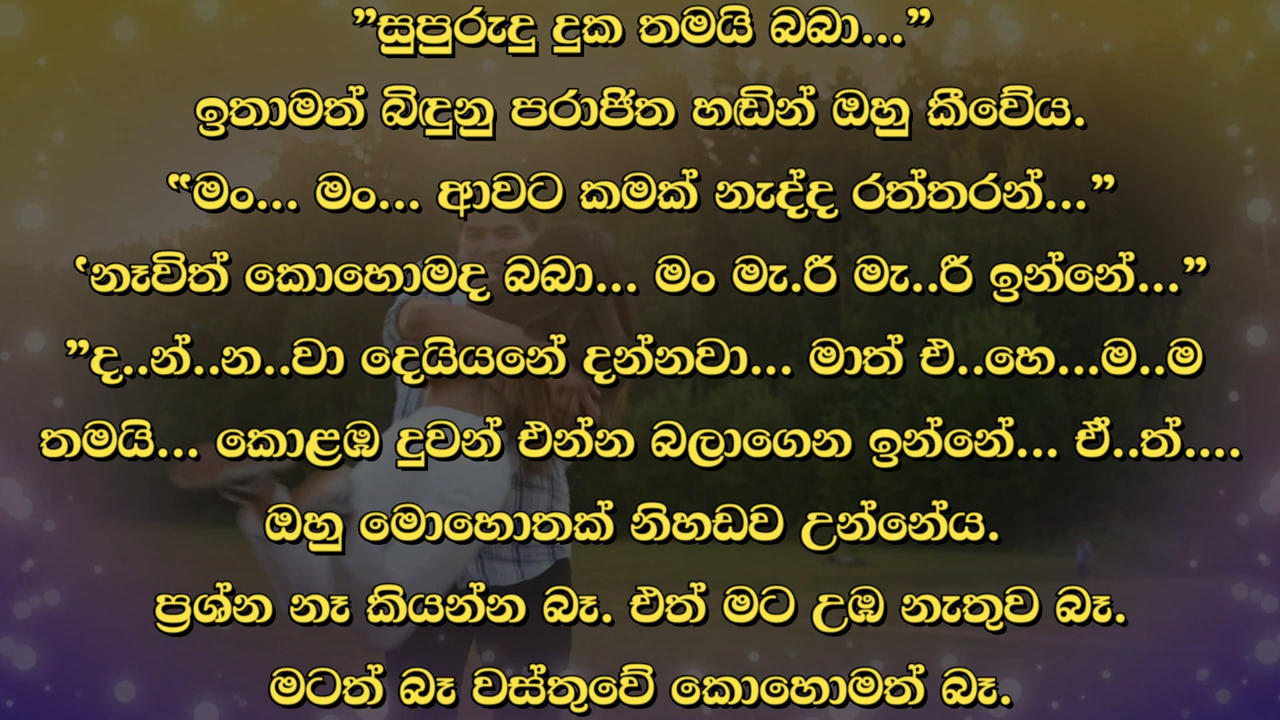 ”සුපුරුදු දුක තමයි බබා...”
ඉතාමත් බිඳුනු පරාජිත හඬින් ඔහු කීවේය.
“මං... මං... ආවට කමක් නැද්ද රත්තරන්...”
‘නෑවිත් කොහොමද බබා... මං මැ.රී මැ..රී ඉන්නේ...”
”ද..න්..න..වා දෙයියනේ දන්නවා... මාත් එ..හෙ...ම..ම
තමයි... කොළඹ දුවන් එන්න බලාගෙන ඉන්නේ... ඒ..ත්....
ඔහු මොහොතක් නිහඩව උන්නේය.
ප්‍රශ්න නෑ කියන්න බෑ. එත් මට උඹ නැතුව බෑ.
මටත් බෑ වස්තුවේ කොහොමත් බෑ.